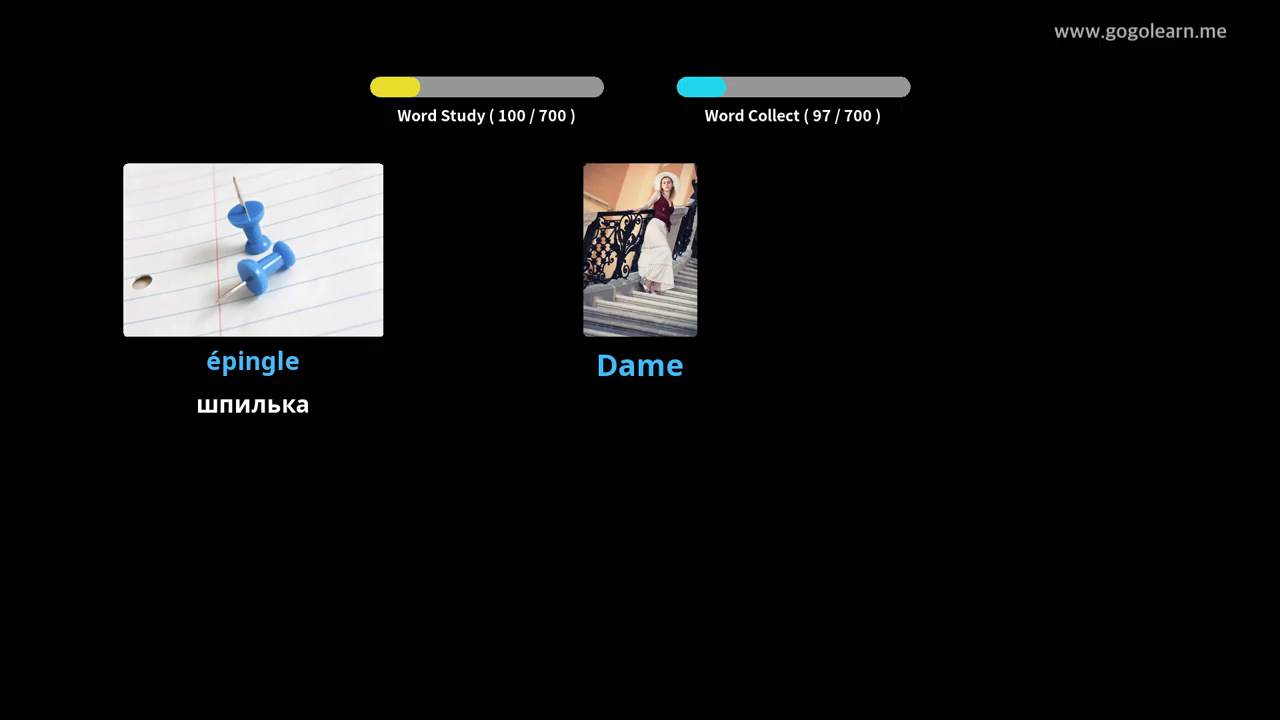 www.gogolearn.me
Word Study ( 100 / 700 )
Word Collect ( 97 / 700 )
épingle
шпилька
Dame